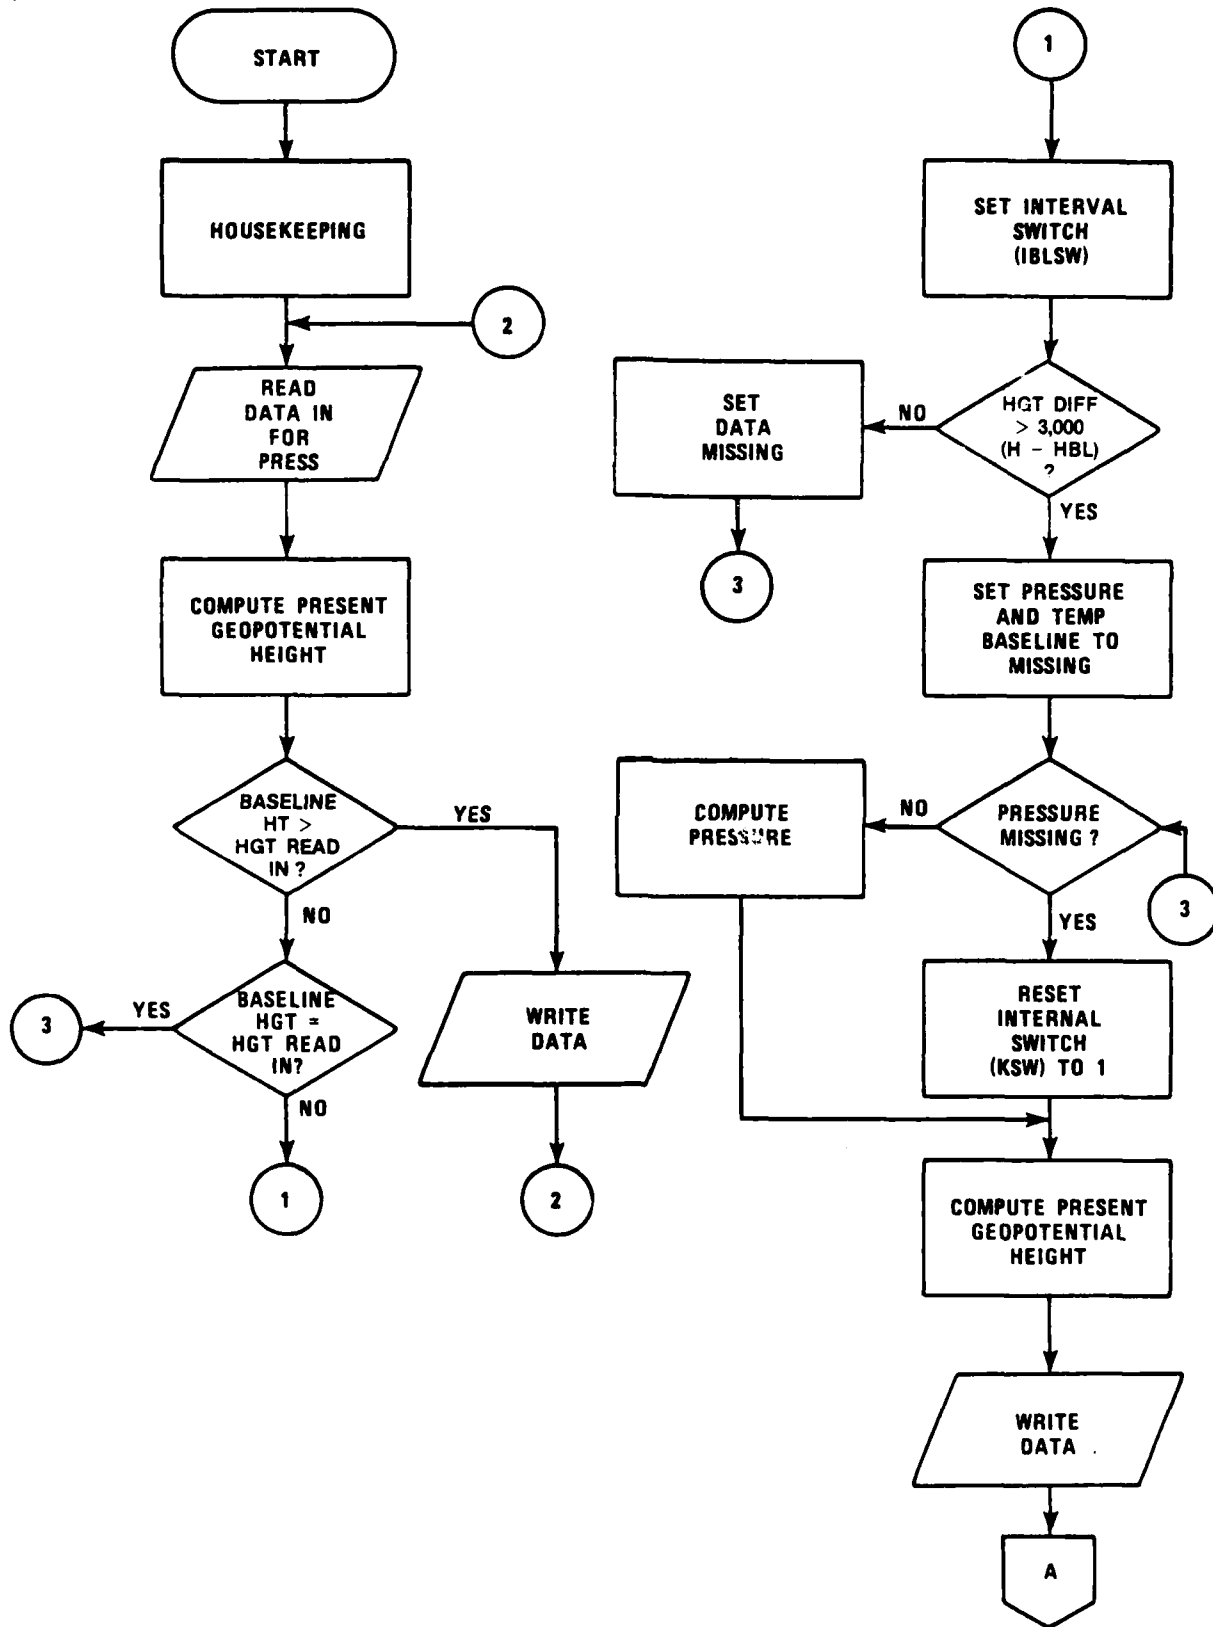 START
HOUSEKEEPING
2
READ
DATA IN
FOR
PRESS
COMPUTE PRESENT
GEOPOTENTIAL
HEIGHT
BASELINE
HT >
HGT READ
IN ?
YES
NO
BASELINE
HGT =
HGT READ
IN?
YES
3
NO
1
WRITE
DATA
2
1
SET INTERVAL
SWITCH
(IBLSW)
HGT DIFF
> 3,000
(H – HBL)
?
NO
SET
DATA
MISSING
3
YES
SET PRESSURE
AND TEMP
BASELINE TO
MISSING
PRESSURE
MISSING ?
NO
COMPUTE
PRESSURE
3
YES
RESET
INTERNAL
SWITCH
(KSW) TO 1
COMPUTE PRESENT
GEOPOTENTIAL
HEIGHT
WRITE
DATA
A